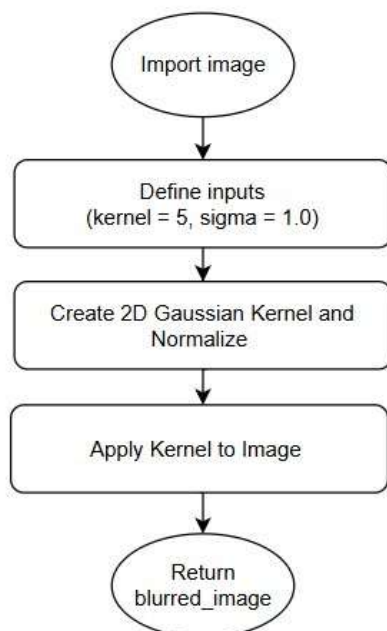 Import image
Define inputs
(kernel = 5, sigma = 1.0)
Create 2D Gaussian Kernel and
Normalize
Apply Kernel to Image
Return
blurred_image